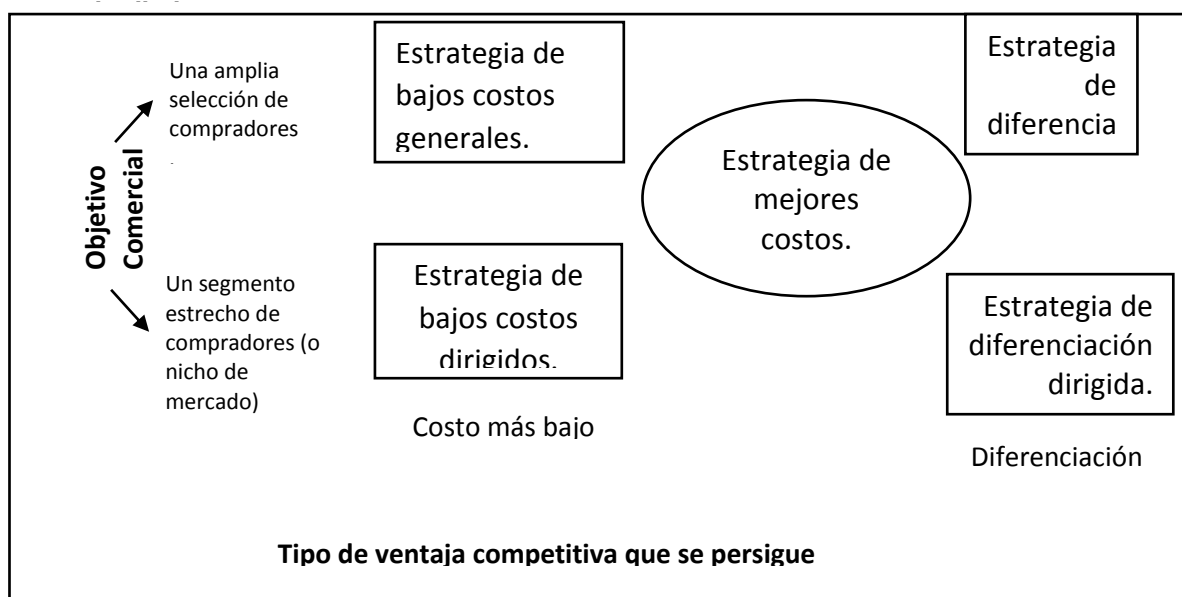 Una amplia
selección de
compradores
.
Objetivo
Comercial
Un segmento
estrecho de
compradores (o
nicho de
mercado)
Estrategia de
bajos costos
generales.
Estrategia de
mejores
costos.
Estrategia
de
diferencia
Estrategia de
bajos costos
dirigidos.
Estrategia de
diferenciación
dirigida.
Costo más bajo
Diferenciación
Tipo de ventaja competitiva que se persigue